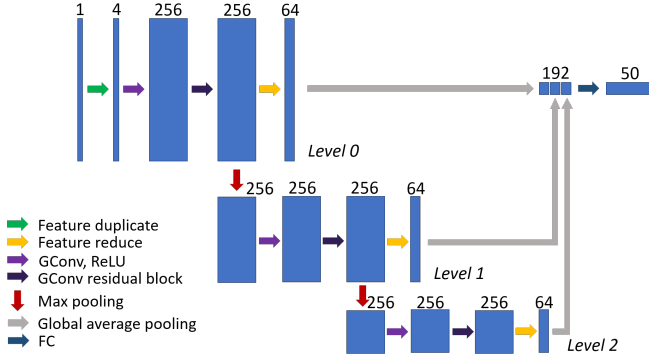 1 4 256 256 64
192 50
Level 0
256 256 256 64
Level 1
256 256 256 64
Level 2
Feature duplicate
Feature reduce
GConv, ReLU
GConv residual block
Max pooling
Global average pooling
FC